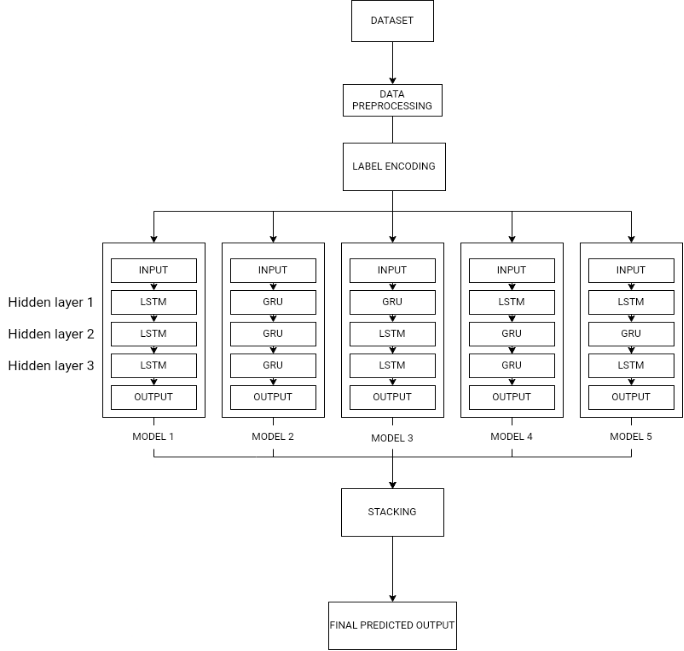 DATASET
DATA
PREPROCESSING
LABEL ENCODING
INPUT INPUT INPUT INPUT INPUT
Hidden layer 1 LSTM GRU GRU LSTM LSTM
Hidden layer 2 LSTM GRU LSTM GRU GRU
Hidden layer 3 LSTM GRU LSTM GRU LSTM
OUTPUT OUTPUT OUTPUT OUTPUT OUTPUT
MODEL 1 MODEL 2 MODEL 3 MODEL 4 MODEL 5
STACKING
FINAL PREDICTED OUTPUT